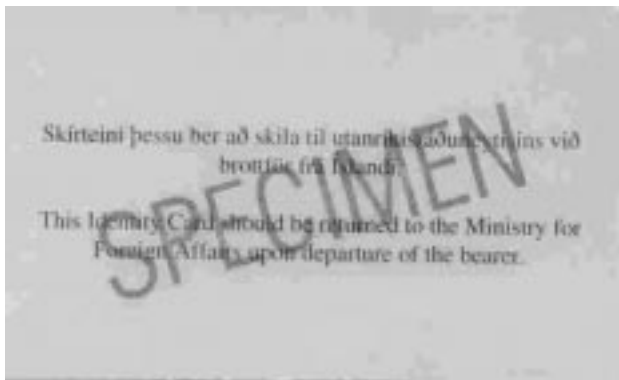 Skírteini þessu ber að skila til utanríkisráðuneytisins við
brottför frá Íslandi.
This Identity Card should be returned to the Ministry for
Foreign Affairs upon departure of the bearer.
SPECIMEN